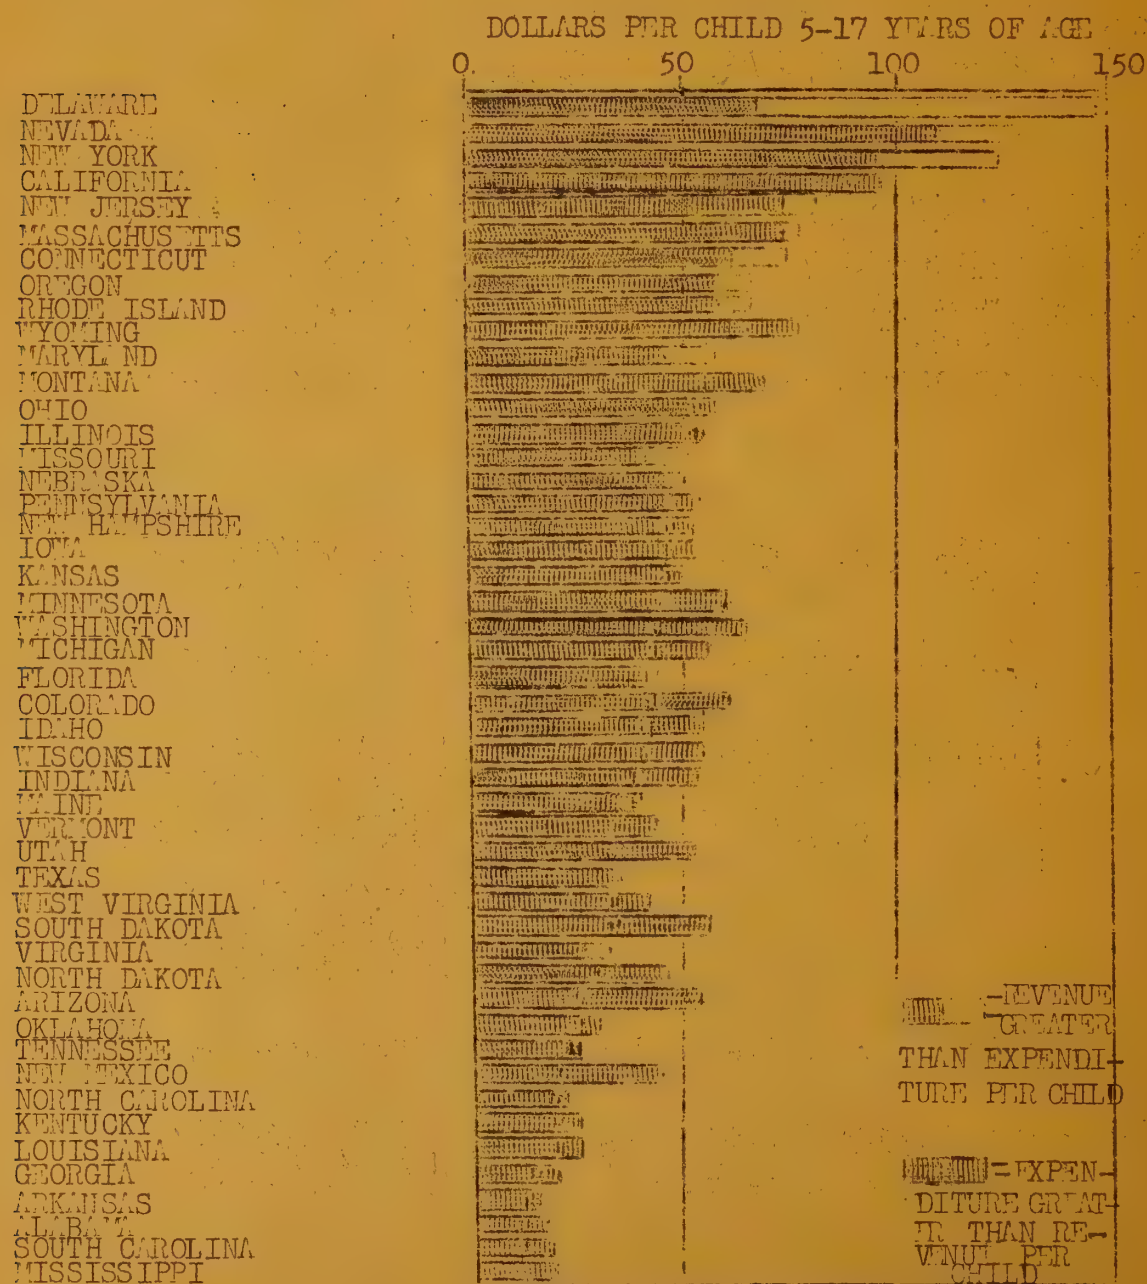 DOLLARS PER CHILD 5-17 YEARS OF AGE
0 50 100 150
DELAWARE
NEVADA
NEW YORK
CALIFORNIA
NEW JERSEY
MASSACHUSETTS
CONNECTICUT
OREGON
RHODE ISLAND
WYOMING
MARYLAND
MONTANA
OHIO
ILLINOIS
MISSOURI
NEBRASKA
PENNSYLVANIA
NEW HAMPSHIRE
IOWA
KANSAS
MINNESOTA
WASHINGTON
MICHIGAN
FLORIDA
COLORADO
IDAHO
WISCONSIN
INDIANA
MAINE
VERMONT
UTAH
TEXAS
WEST VIRGINIA
SOUTH DAKOTA
VIRGINIA
NORTH DAKOTA
ARIZONA
OKLAHOMA
TENNESSEE
NEW MEXICO
NORTH CAROLINA
KENTUCKY
LOUISIANA
GEORGIA
ARKANSAS
ALABAMA
SOUTH CAROLINA
MISSISSIPPI
=REVENUE
GREATER
THAN EXPENDI-
TURE PER CHILD
=EXPEN-
DITURE GREAT-
ER THAN RE-
VENUE PER
CHILD